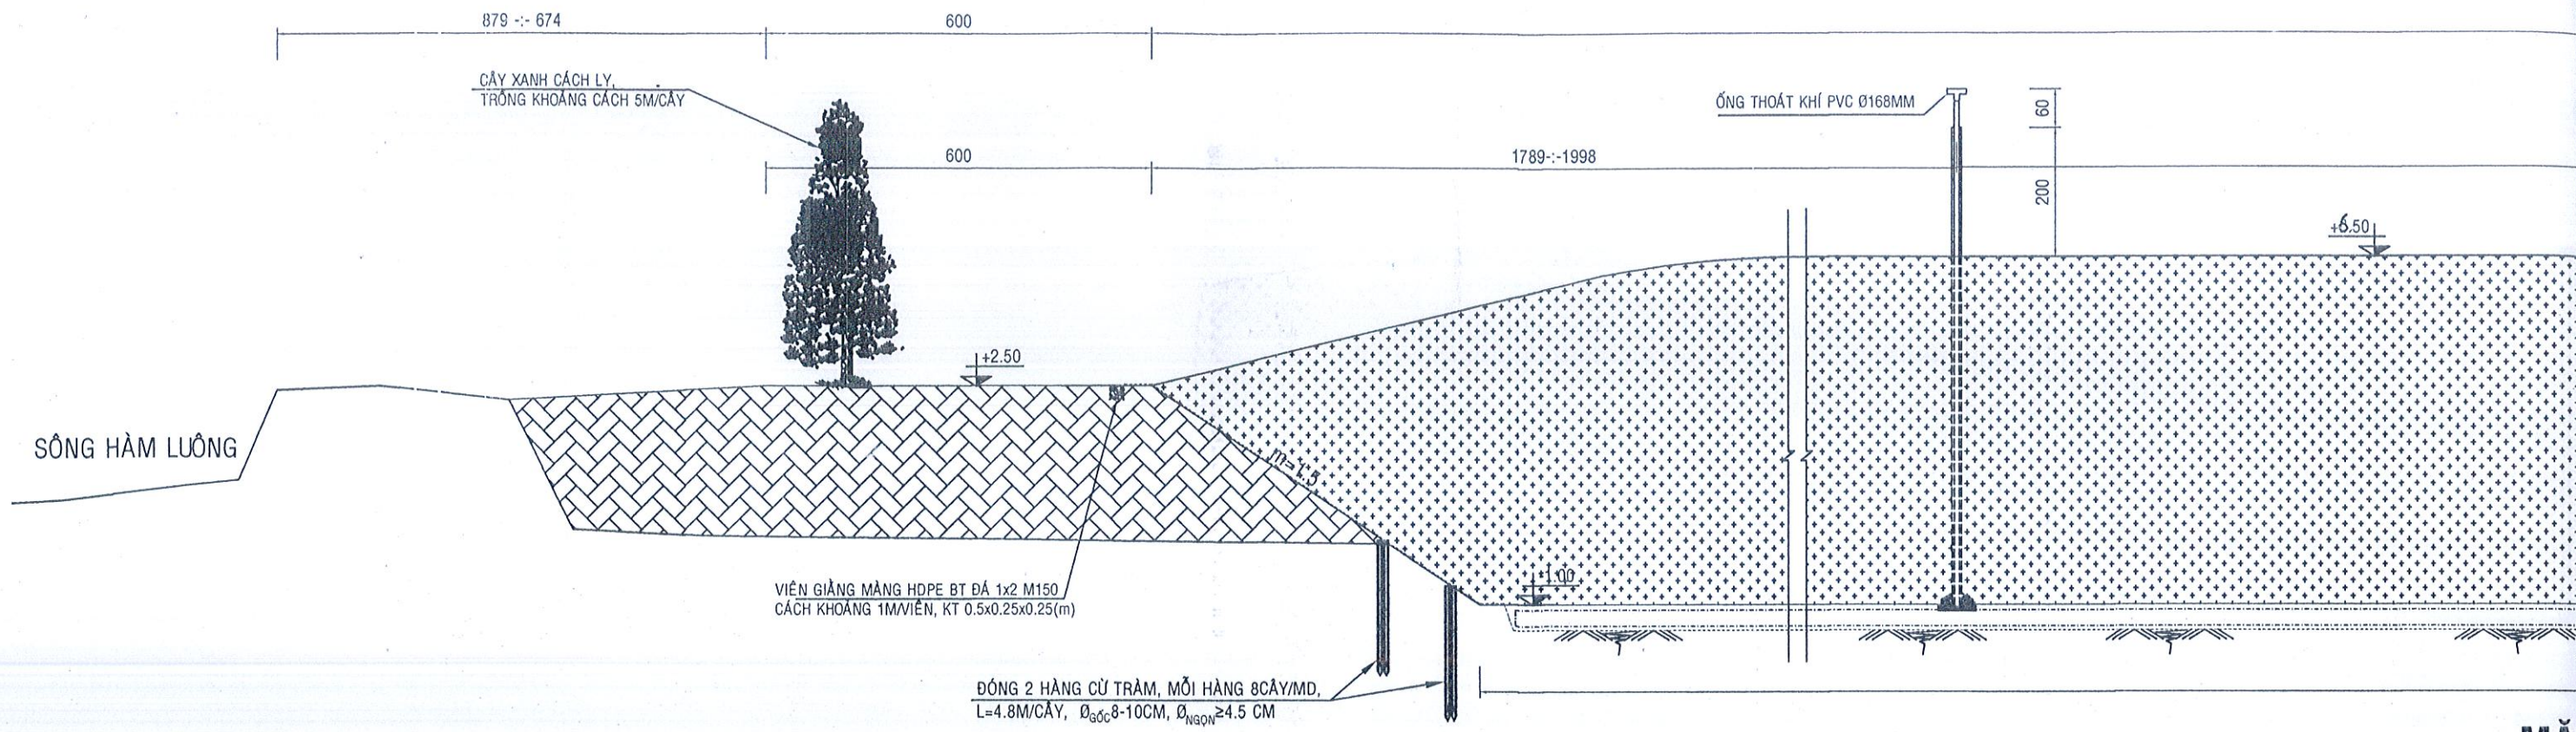 879 -:- 674
600
CÂY XANH CÁCH LY,
TRỒNG KHOẢNG CÁCH 5M/CÂY
ỐNG THOÁT KHÍ PVC Ø168MM
60
600
1789-:-1998
200
+6.50
+2.50
SÔNG HÀM LUÔNG
m=1.5
VIÊN GIẰNG MÀNG HDPE BT ĐÁ 1x2 M150
CÁCH KHOẢNG 1M/VIÊN, KT 0.5x0.25x0.25(m)
ĐÓNG 2 HÀNG CỪ TRÀM, MỖI HÀNG 8CÂY/MD,
L=4.8M/CÂY, ØGỐC8-10CM, ØNGỌN≥4.5 CM